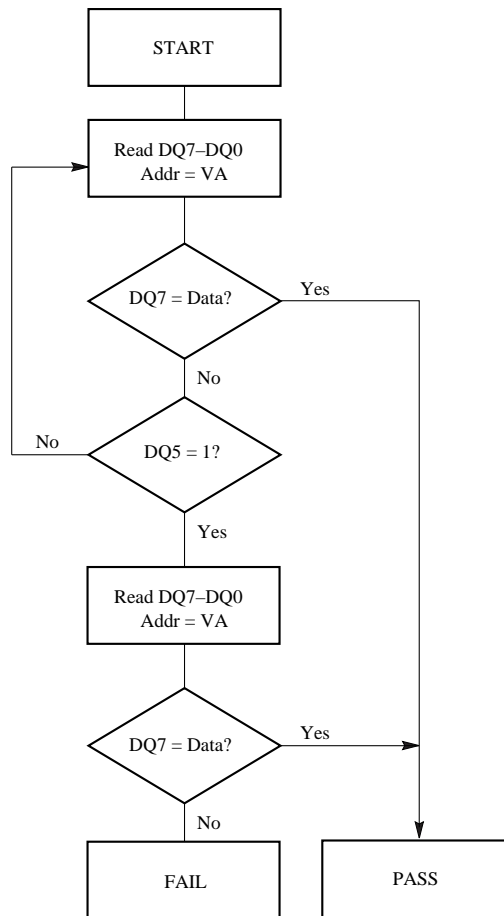 START
Read DQ7–DQ0
Addr = VA
DQ7 = Data?
Yes
No
No
DQ5 = 1?
Yes
Read DQ7–DQ0
Addr = VA
DQ7 = Data?
Yes
No
FAIL
PASS